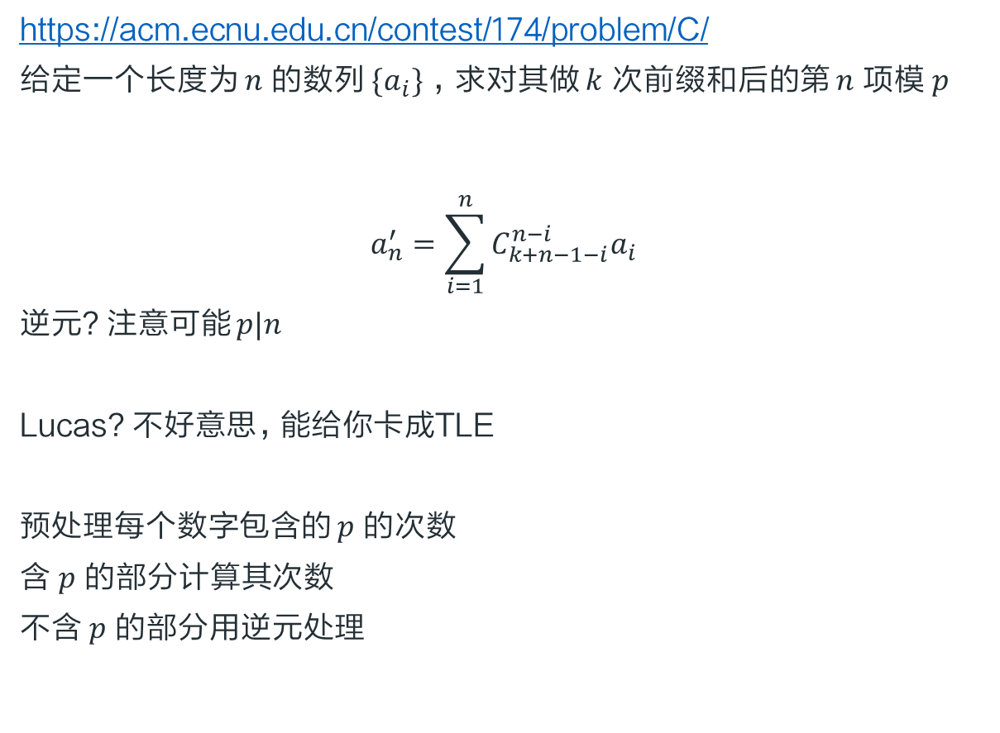 https://acm.ecnu.edu.cn/contest/174/problem/C/
给定一个长度为 n 的数列 {a_i} , 求对其做 k 次前缀和后的第 n 项模 p
a'_n = \sum_{i=1}^{n} C_{k+n-1-i}^{n-i} a_i
逆元? 注意可能 p|n
Lucas? 不好意思, 能给你卡成TLE
预处理每个数字包含的 p 的次数
含 p 的部分计算其次数
不含 p 的部分用逆元处理